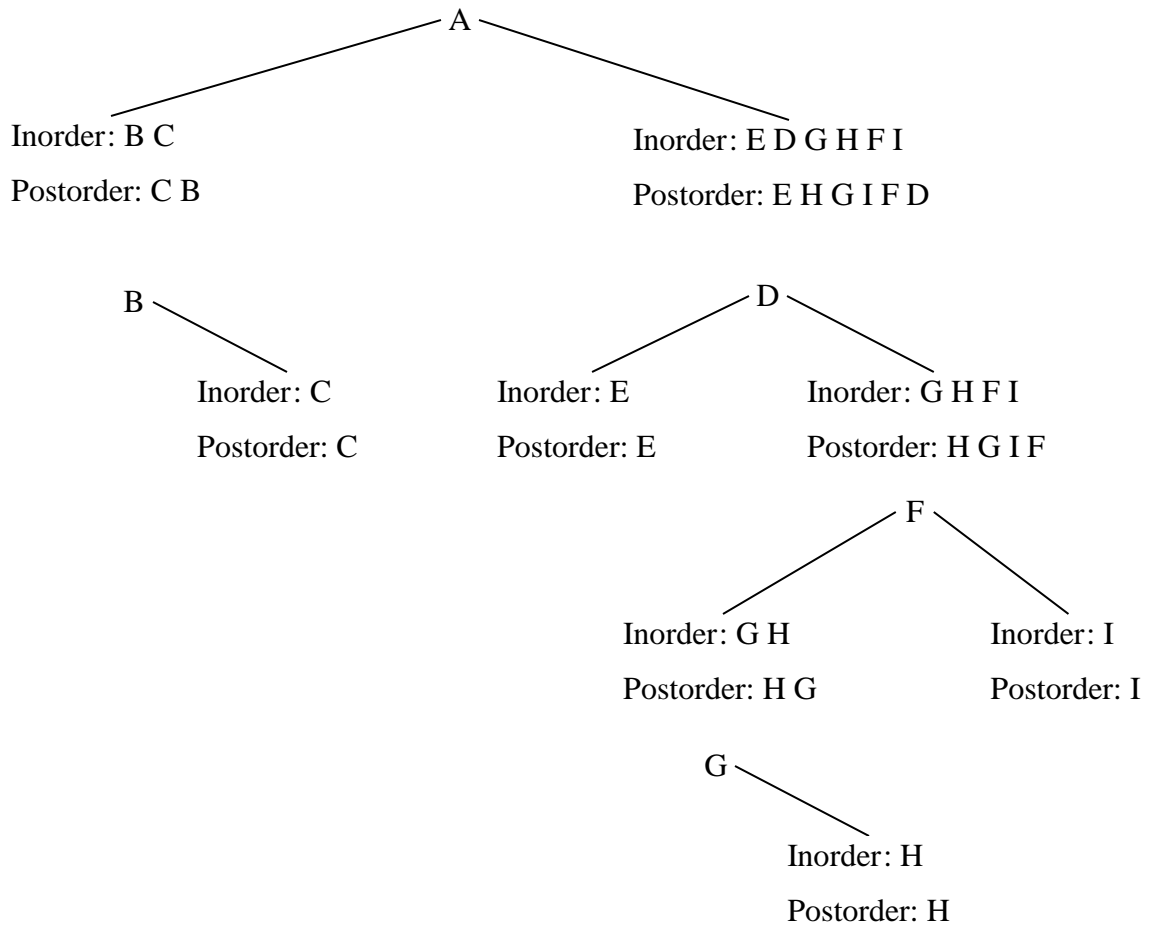 A
Inorder: B C
Postorder: C B
Inorder: E D G H F I
Postorder: E H G I F D
B
D
Inorder: C
Postorder: C
Inorder: E
Postorder: E
Inorder: G H F I
Postorder: H G I F
F
Inorder: G H
Postorder: H G
Inorder: I
Postorder: I
G
Inorder: H
Postorder: H